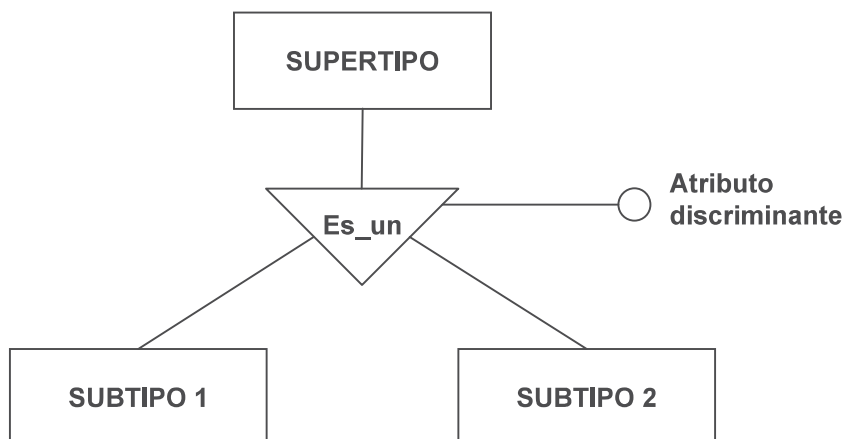 SUPERTIPO
Es_un
Atributo
discriminante
SUBTIPO 1
SUBTIPO 2